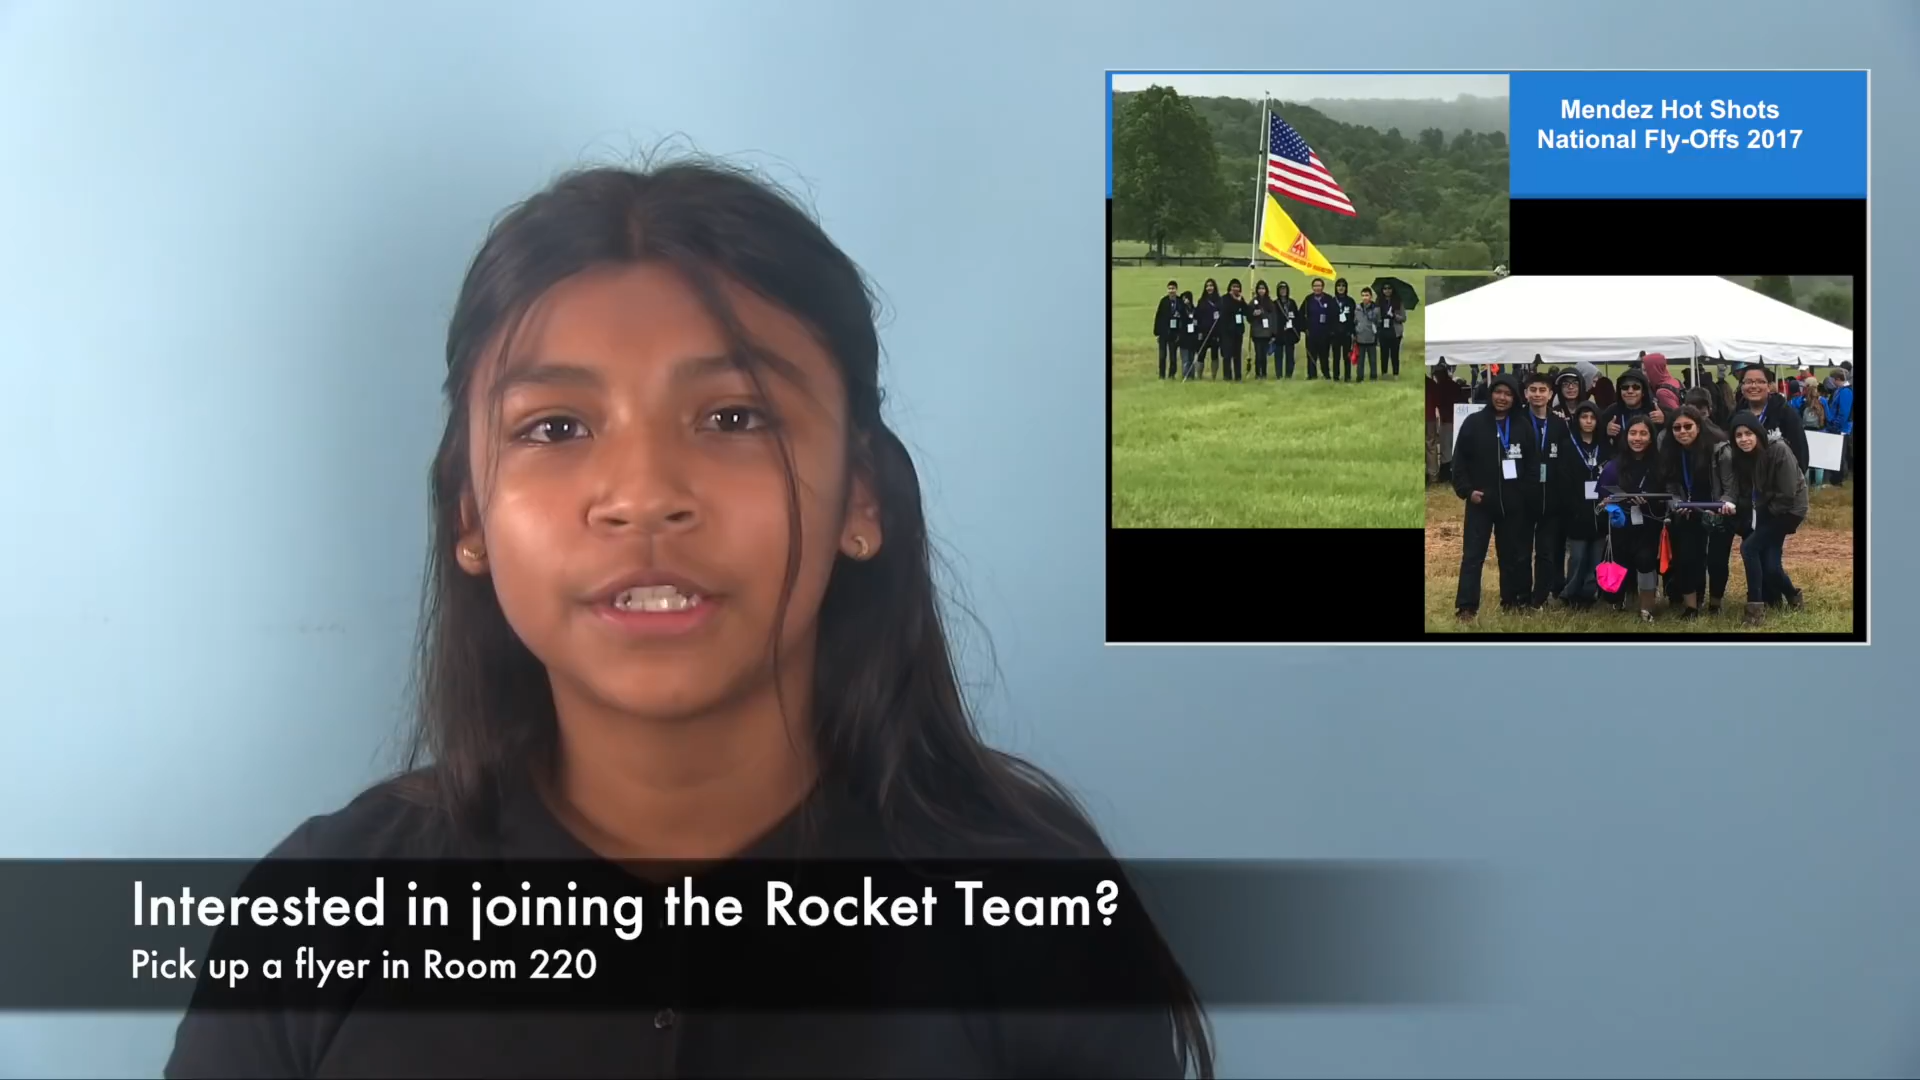 Mendez Hot Shots
National Fly-Offs 2017
Interested in joining the Rocket Team?
Pick up a flyer in Room 220